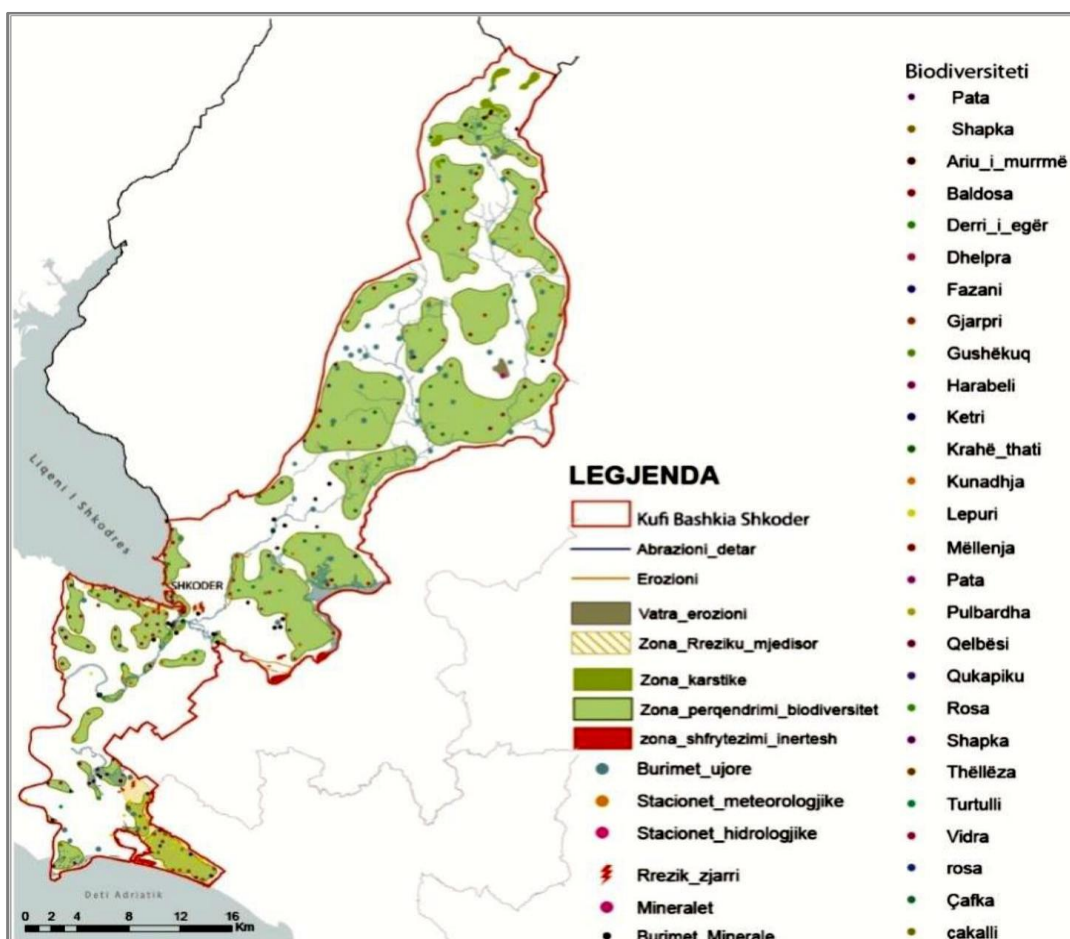 Liqeni i Shkodres
SHKODER
Deti Adriatik
0 2 4 8 12 16
Km
LEGJENDA
Kufi Bashkia Shkoder
Abrazioni_detar
Erozioni
Vatra_erozioni
Zona_Rreziku_mjedisor
Zona_karstike
Zona_perqendrimi_biodiversitet
zona_shfrytezimi_inertesh
Burimet_ujore
Stacionet_meteorologjike
Stacionet_hidrologjike
Rrezik_zjarri
Mineralet
Burimet_Minerale
Biodiversiteti
Pata
Shapka
Ariu_i_murrmë
Baldosa
Derri_i_egër
Dhelpra
Fazani
Gjarpri
Gushëkuq
Harabeli
Ketri
Krahë_thati
Kunadhja
Lepuri
Mëllenja
Pata
Pulbardha
Qelbësi
Qukapiku
Rosa
Shapka
Thëllëza
Turtulli
Vidra
rosa
Çafka
çakalli